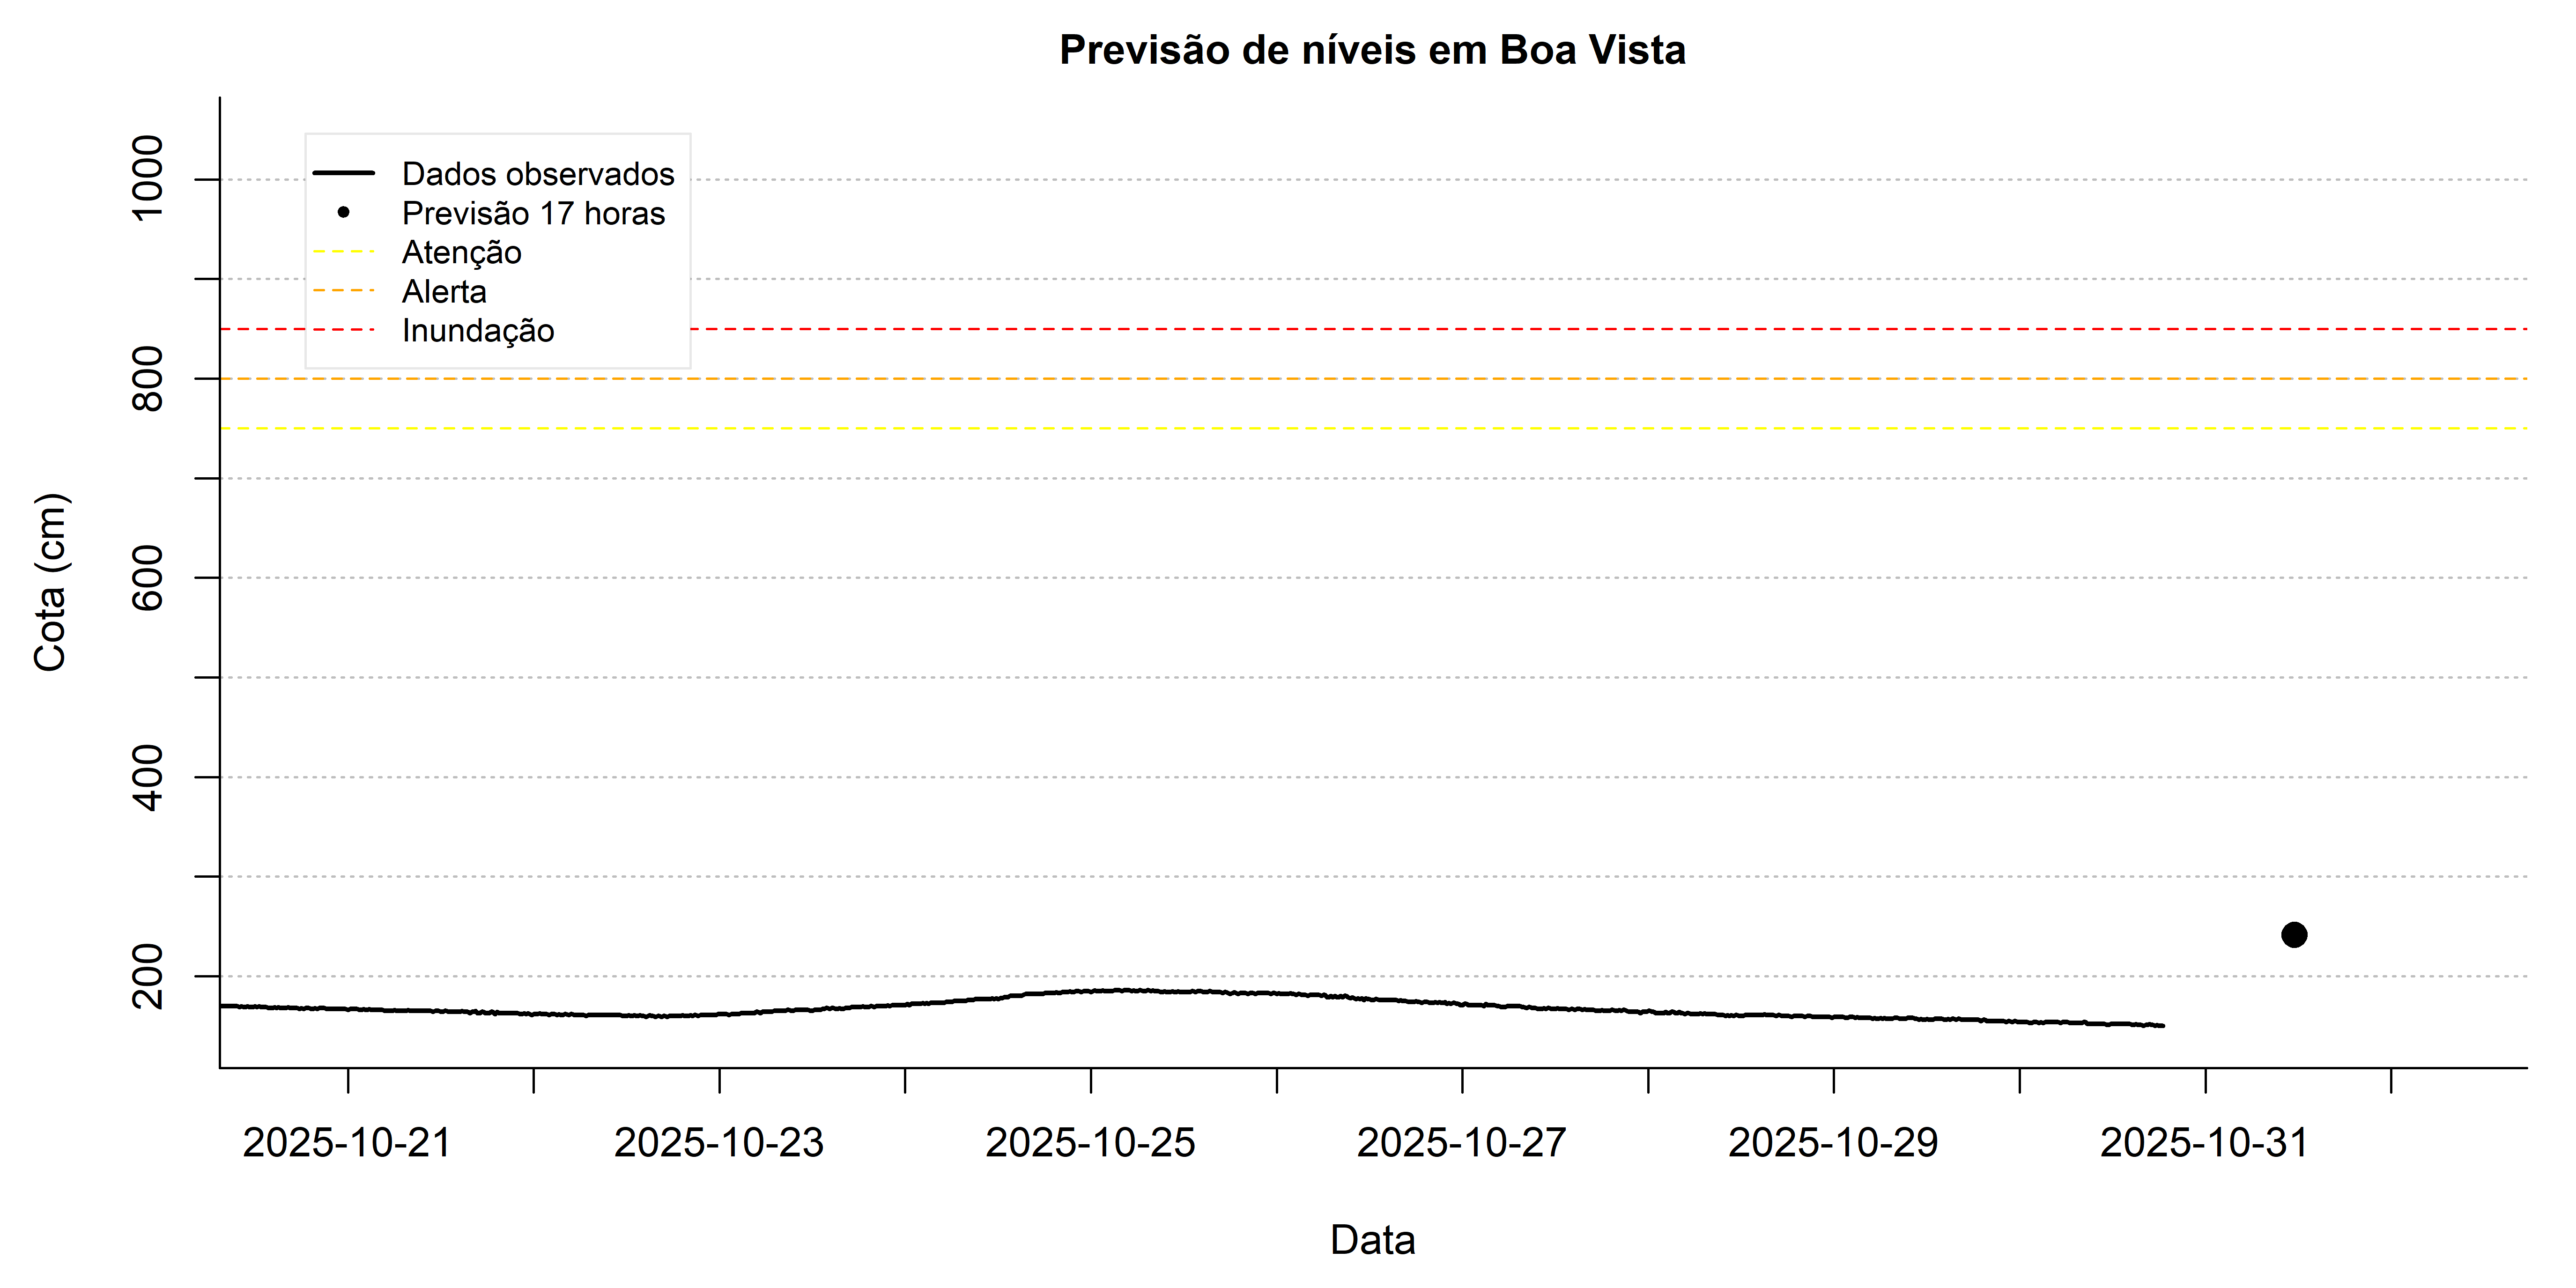 Previsão de níveis em Boa Vista
Dados observados
Previsão 17 horas
Atenção
Alerta
Inundação
Cota (cm)
1000
800
600
400
200
2025-10-21
2025-10-23
2025-10-25
2025-10-27
2025-10-29
2025-10-31
Data